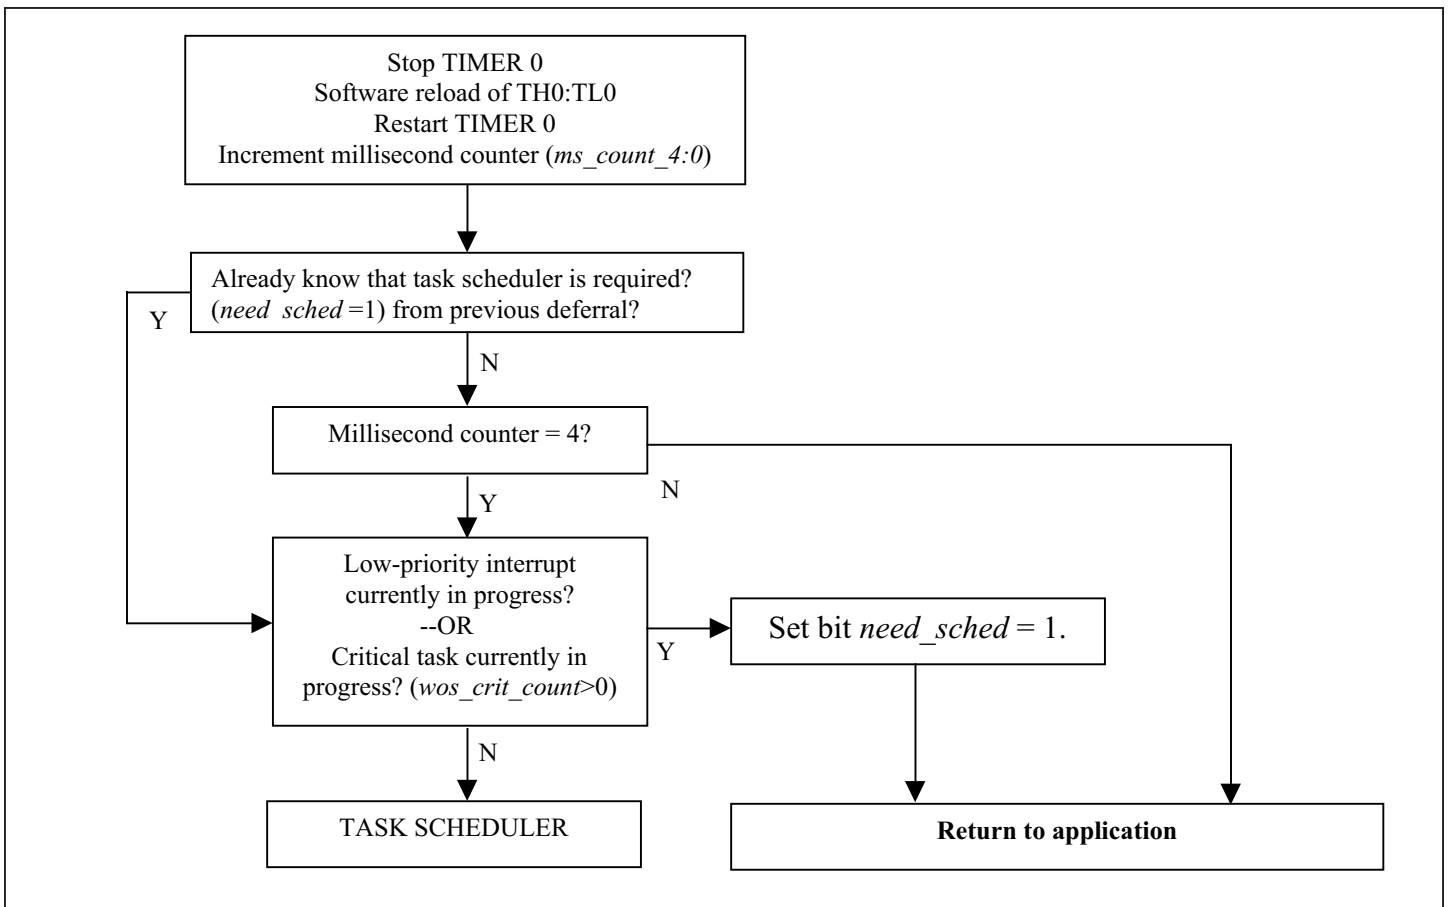 Stop TIMER 0
Software reload of TH0:TL0
Restart TIMER 0
Increment millisecond counter (ms_count_4:0)
Already know that task scheduler is required?
(need_sched =1) from previous deferral?
Y
N
Millisecond counter = 4?
N
Y
Low-priority interrupt
currently in progress?
--OR
Critical task currently in
progress? (wos_crit_count>0)
Y
Set bit need_sched = 1.
N
TASK SCHEDULER
Return to application